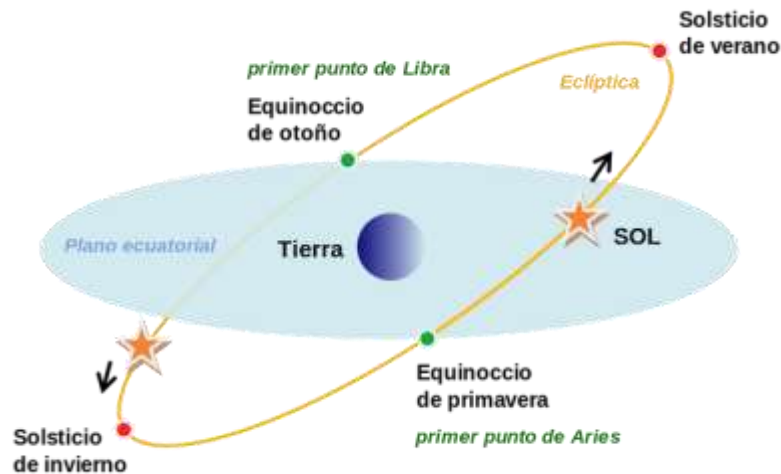 Solsticio
de verano
primer punto de Libra
Eclíptica
Equinoccio
de otoño
Plano ecuatorial
Tierra
SOL
Equinoccio
de primavera
primer punto de Aries
Solsticio
de invierno